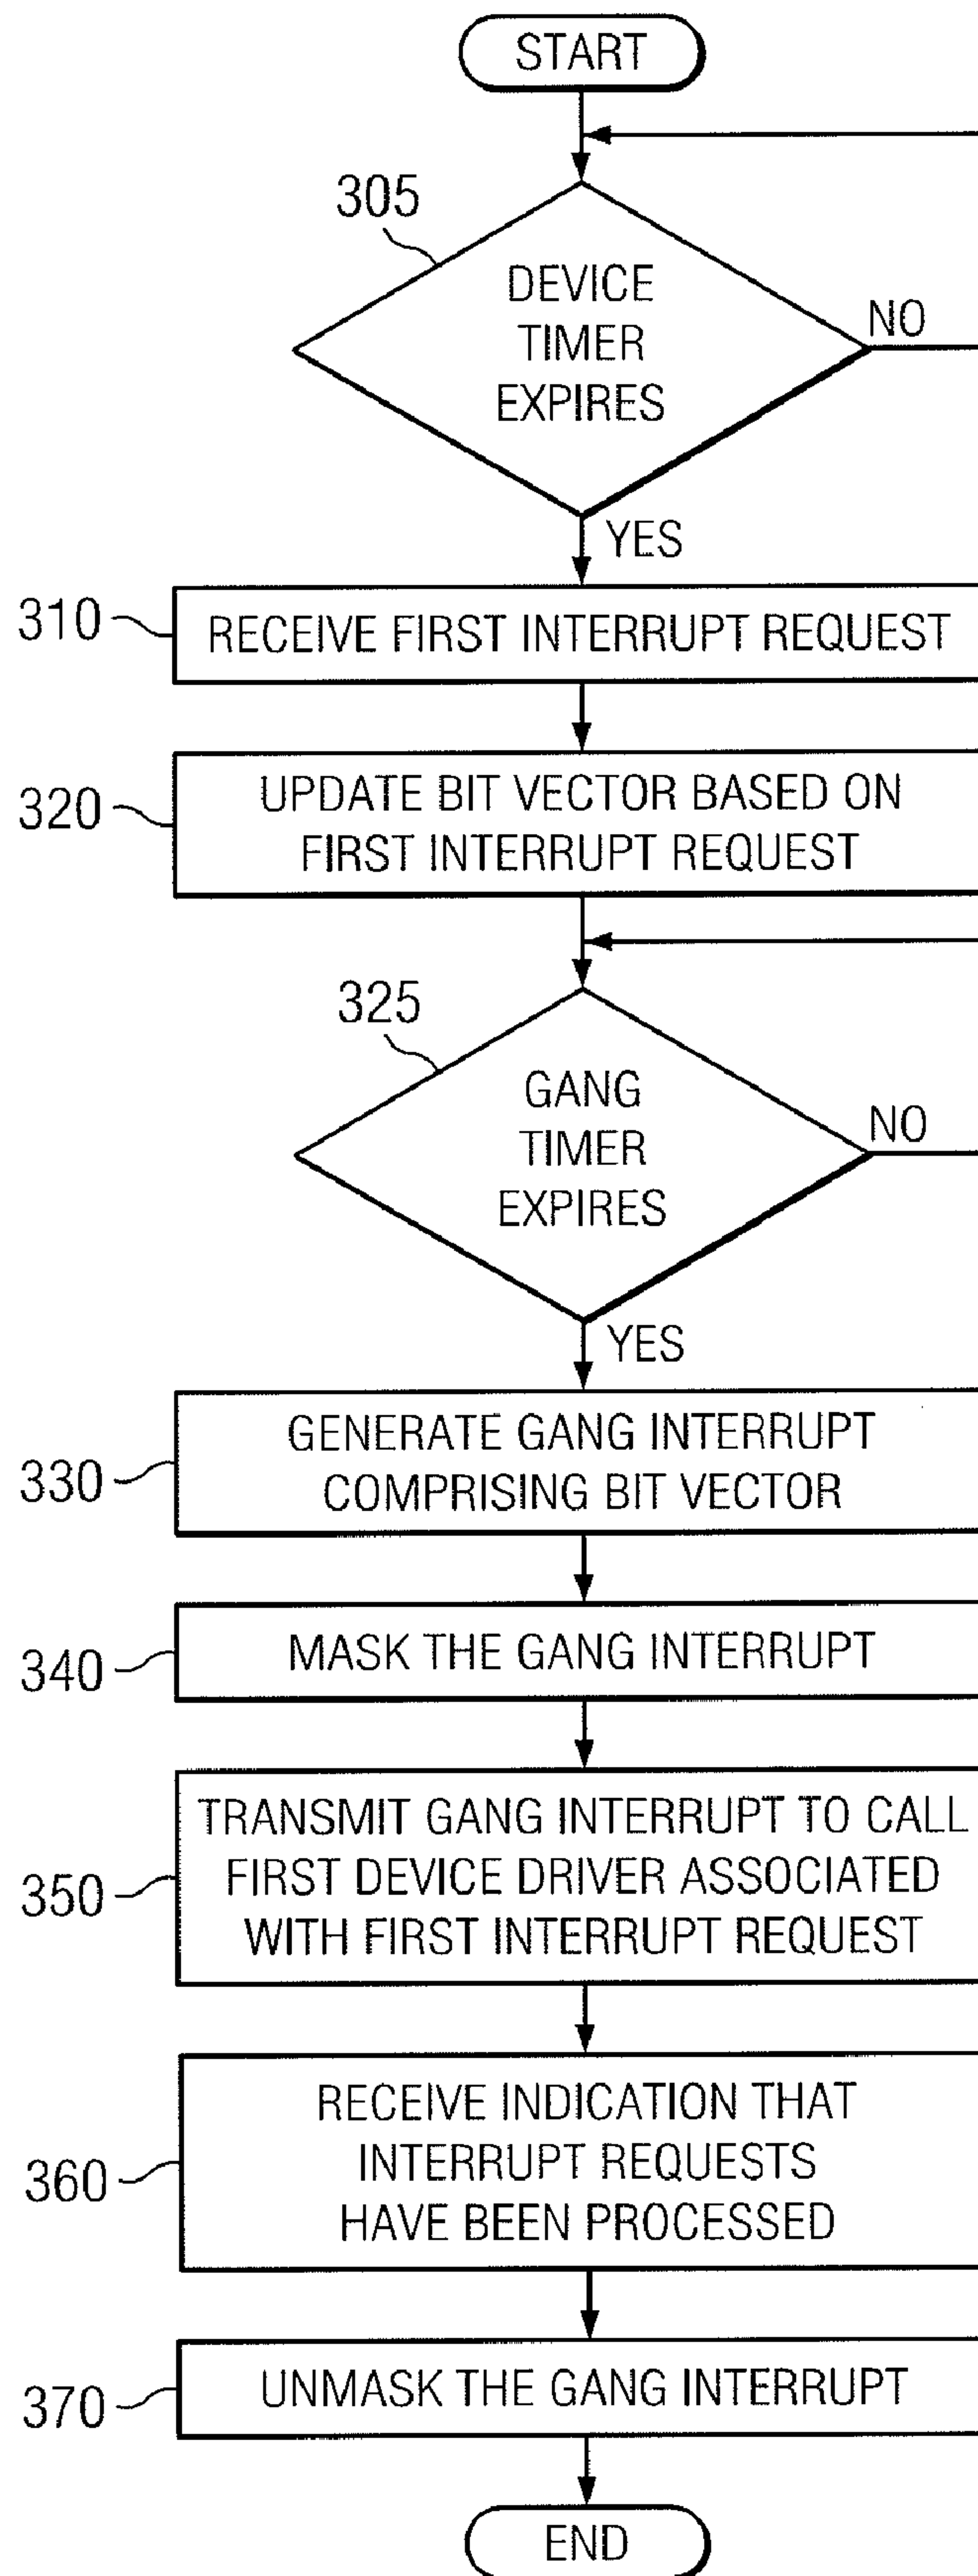 START
305
DEVICE
TIMER
EXPIRES
NO
YES
310
RECEIVE FIRST INTERRUPT REQUEST
320
UPDATE BIT VECTOR BASED ON
FIRST INTERRUPT REQUEST
325
GANG
TIMER
EXPIRES
NO
YES
330
GENERATE GANG INTERRUPT
COMPRISING BIT VECTOR
340
MASK THE GANG INTERRUPT
350
TRANSMIT GANG INTERRUPT TO CALL
FIRST DEVICE DRIVER ASSOCIATED
WITH FIRST INTERRUPT REQUEST
360
RECEIVE INDICATION THAT
INTERRUPT REQUESTS
HAVE BEEN PROCESSED
370
UNMASK THE GANG INTERRUPT
END